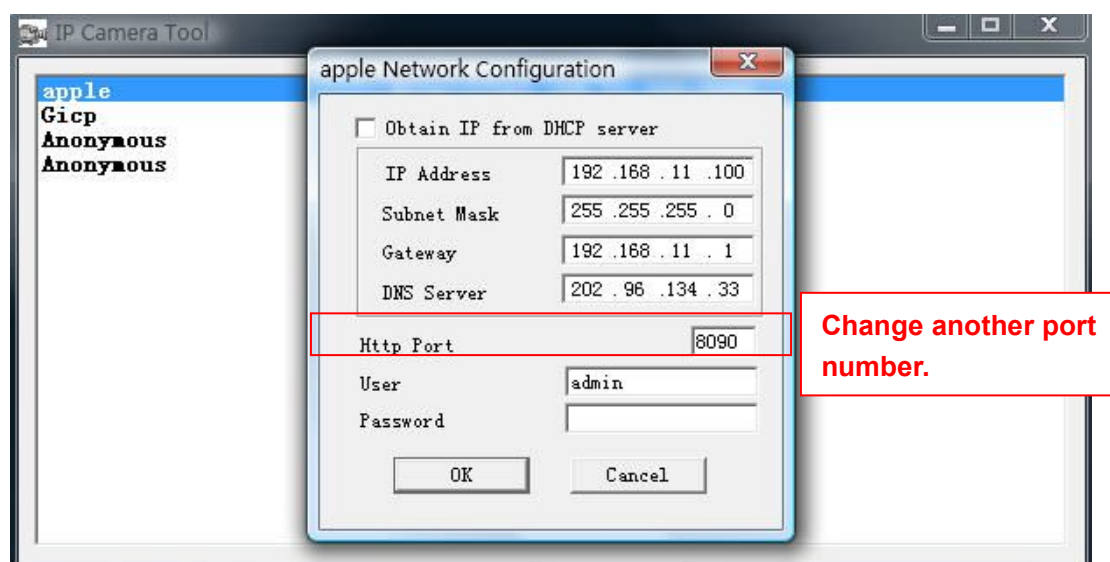 IP Camera Tool
apple
Gicp
Anonymous
Anonymous
apple Network Configuration
Obtain IP from DHCP server
IP Address 192 .168 . 11 .100
Subnet Mask 255 .255 .255 . 0
Gateway 192 .168 . 11 . 1
DNS Server 202 . 96 .134 . 33
Http Port 8090
User admin
Password
OK Cancel
Change another port
number.